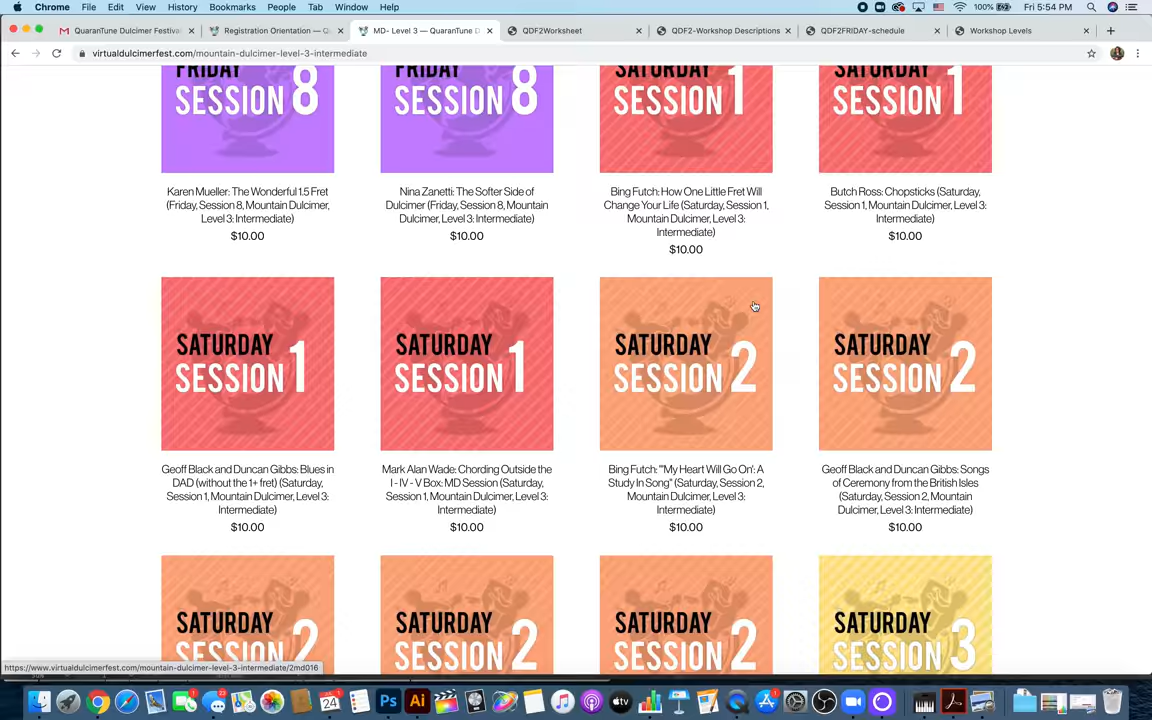 Chrome File Edit View History Bookmarks People Tab Window Help 100% Fri 5:54 PM
QuaranTune Dulcimer Festiva Registration Orientation — Q MD- Level 3 — QuaranTune D QDF2Worksheet QDF2-Workshop Descriptions QDF2FRIDAY-schedule Workshop Levels
virtualdulcimerfest.com/mountain-dulcimer-level-3-intermediate
FRIDAY FRIDAY SATURDAY SATURDAY
SESSION 8 SESSION 8 SESSION 1 SESSION 1
Karen Mueller: The Wonderful 1.5 Fret
(Friday, Session 8, Mountain Dulcimer,
Level 3: Intermediate)
$10.00
Nina Zanetti: The Softer Side of
Dulcimer (Friday, Session 8, Mountain
Dulcimer, Level 3: Intermediate)
$10.00
Bing Futch: How One Little Fret Will
Change Your Life (Saturday, Session 1,
Mountain Dulcimer, Level 3:
Intermediate)
$10.00
Butch Ross: Chopsticks (Saturday,
Session 1, Mountain Dulcimer, Level 3:
Intermediate)
$10.00
SATURDAY SATURDAY SATURDAY SATURDAY
SESSION 1 SESSION 1 SESSION 2 SESSION 2
Geoff Black and Duncan Gibbs: Blues in
DAD (without the 1+ fret) (Saturday,
Session 1, Mountain Dulcimer, Level 3:
Intermediate)
$10.00
Mark Alan Wade: Chording Outside the
I - IV - V Box: MD Session (Saturday,
Session 1, Mountain Dulcimer, Level 3:
Intermediate)
$10.00
Bing Futch: "'My Heart Will Go On': A
Study In Song" (Saturday, Session 2,
Mountain Dulcimer, Level 3:
Intermediate)
$10.00
Geoff Black and Duncan Gibbs: Songs
of Ceremony from the British Isles
(Saturday, Session 2, Mountain
Dulcimer, Level 3: Intermediate)
$10.00
SATURDAY SATURDAY SATURDAY SATURDAY
SESSION 2 SESSION 2 SESSION 2 SESSION 3
https://www.virtualdulcimerfest.com/mountain-dulcimer-level-3-intermediate/2md016
24 Ps Ai